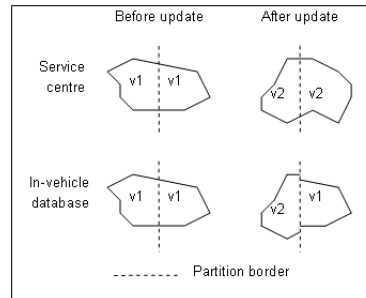 Before update
After update
Service
centre
v1
v1
v2
v2
In-vehicle
database
v1
v1
v2
v1
Partition border